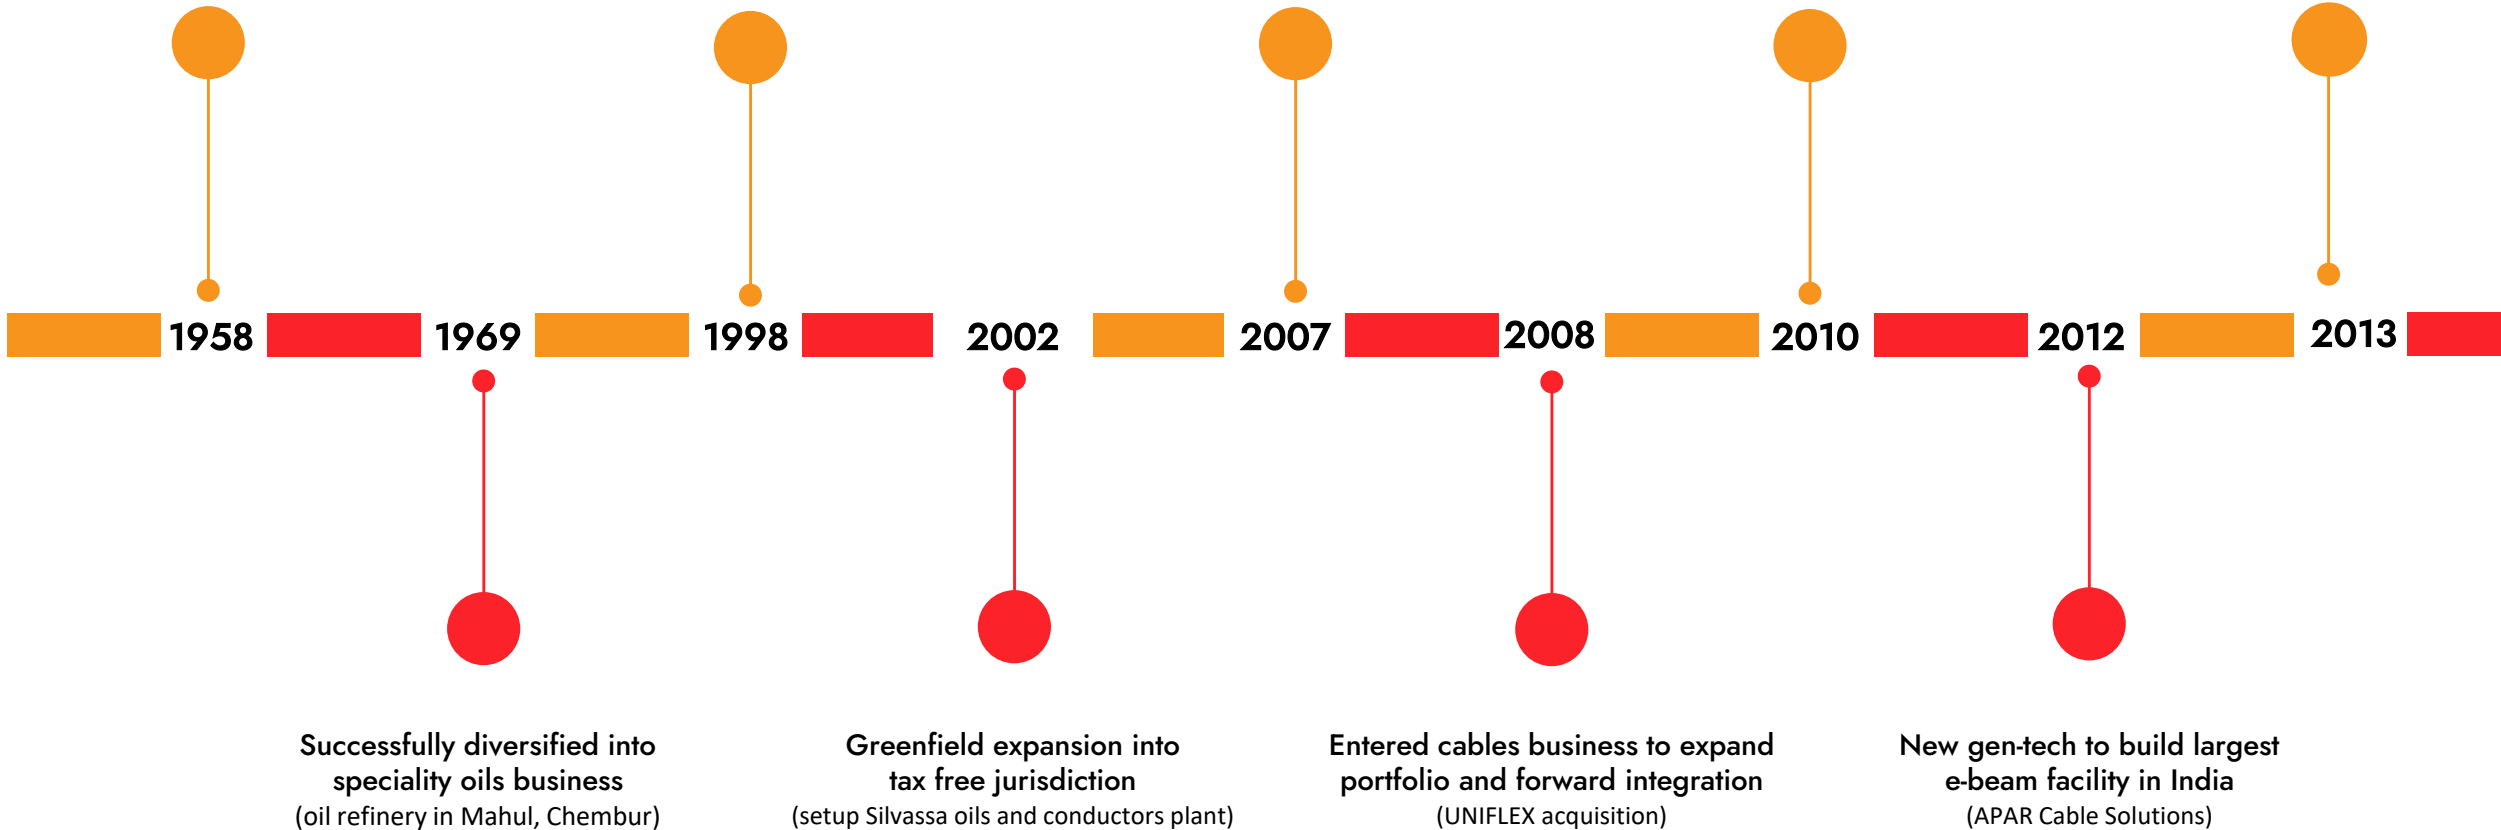 1958
1969
1998
2002
2007
2008
2010
2012
2013
Successfully diversified into
speciality oils business
(oil refinery in Mahul, Chembur)
Greenfield expansion into
tax free jurisdiction
(setup Silvassa oils and conductors plant)
Entered cables business to expand
portfolio and forward integration
(UNIFLEX acquisition)
New gen-tech to build largest
e-beam facility in India
(APAR Cable Solutions)